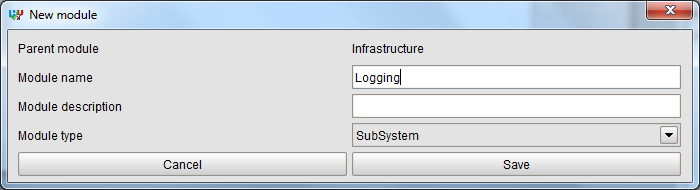 New module
Parent module Infrastructure
Module name Logging
Module description
Module type SubSystem
Cancel Save